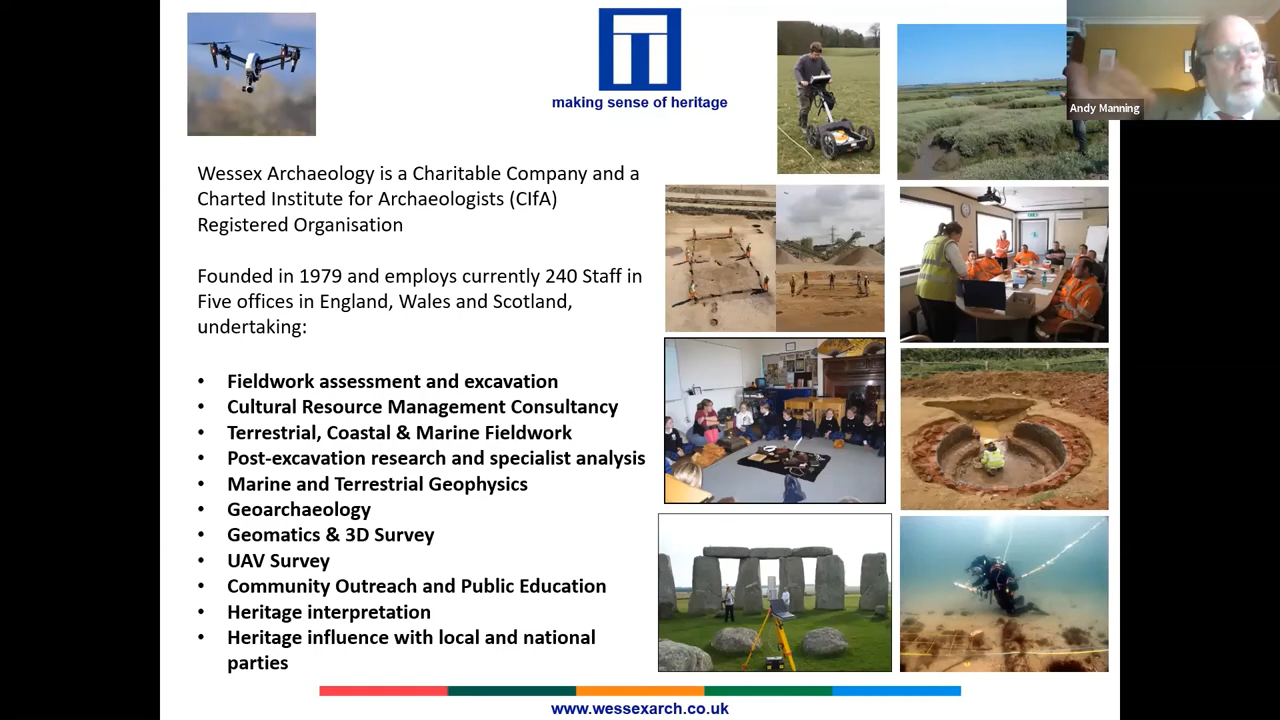 making sense of heritage
Andy Manning
Wessex Archaeology is a Charitable Company and a
Charted Institute for Archaeologists (CIfA)
Registered Organisation
Founded in 1979 and employs currently 240 Staff in
Five offices in England, Wales and Scotland,
undertaking:
• Fieldwork assessment and excavation
• Cultural Resource Management Consultancy
• Terrestrial, Coastal & Marine Fieldwork
• Post-excavation research and specialist analysis
• Marine and Terrestrial Geophysics
• Geoarchaeology
• Geomatics & 3D Survey
• UAV Survey
• Community Outreach and Public Education
• Heritage interpretation
• Heritage influence with local and national
parties
www.wessexarch.co.uk